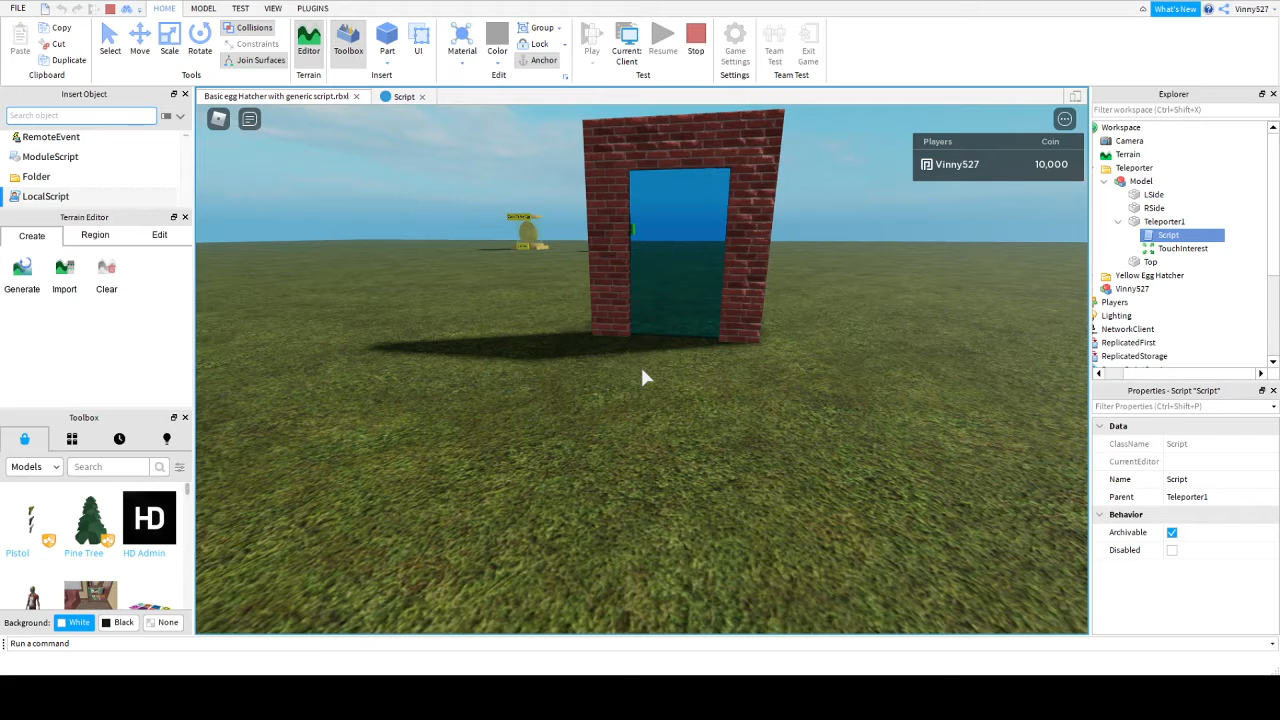 FILE HOME MODEL TEST VIEW PLUGINS What's New Vinny527
Paste Copy Cut Duplicate Clipboard
Select Move Scale Rotate Tools
Collisions Constraints Join Surfaces
Editor Terrain
Toolbox Part UI Insert
Material Color Group Lock Anchor Edit
Play Current: Client Resume Stop Test
Game Settings Settings
Team Test Exit Game Team Test
Insert Object
Search object
RemoteEvent
ModuleScript
Folder
LocalScript
Terrain Editor
Create Region Edit
Generate Import Clear
Toolbox
Models Search
Pistol Pine Tree HD Admin
HD
Background: White Black None
Run a command
Basic egg Hatcher with generic script.rbxl Script
Players Coin
Vinny527 10,000
Explorer
Filter workspace (Ctrl+Shift+X)
Workspace
Camera
Terrain
Teleporter
Model
LSide
RSide
Teleporter1
Script
TouchInterest
Top
Yellow Egg Hatcher
Vinny527
Players
Lighting
NetworkClient
ReplicatedFirst
ReplicatedStorage
Properties - Script "Script"
Filter Properties (Ctrl+Shift+P)
Data
ClassName Script
CurrentEditor
Name Script
Parent Teleporter1
Behavior
Archivable
Disabled